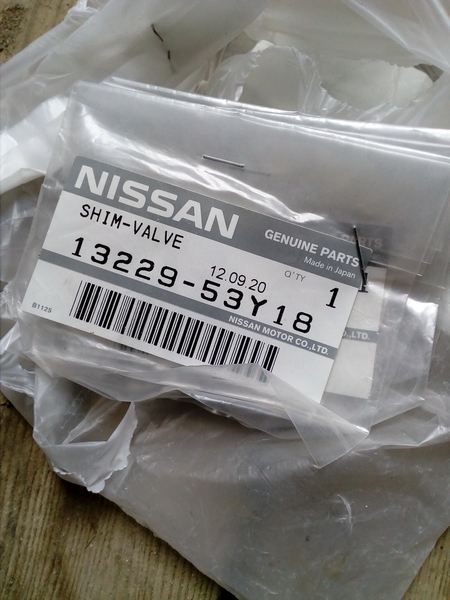 NISSAN
GENUINE PARTS
Made in Japan
SHIM-VALVE
12.09.20 Q'TY 1
13229-53Y18
NISSAN MOTOR CO.,LTD.
B1125